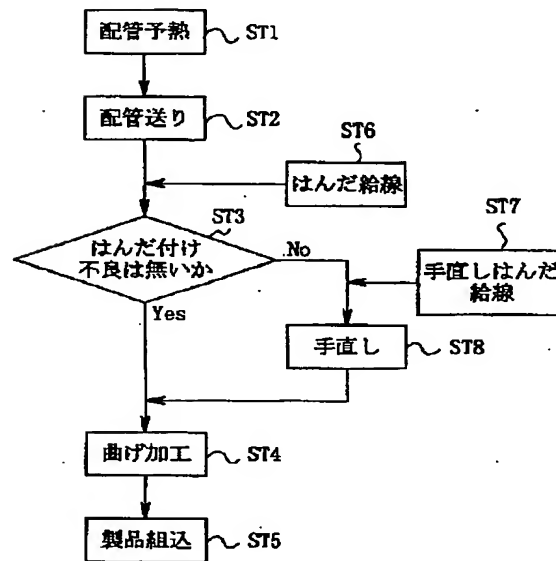 配管予熱
ST1
配管送り
ST2
ST6
はんだ給線
ST3
はんだ付け
不良は無いか
No
ST7
手直しはんだ
給線
Yes
手直し
ST8
曲げ加工
ST4
製品組込
ST5